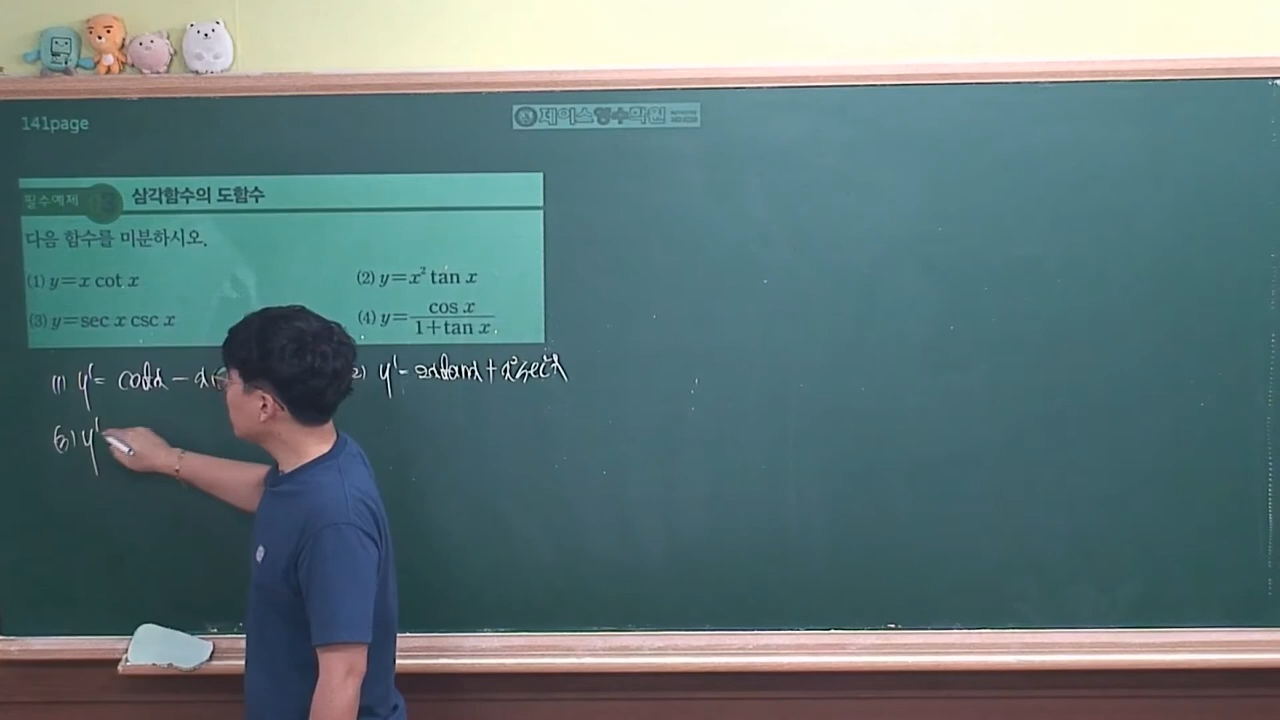 141page
제이스영수학원
필수예제
삼각함수의 도함수
다음 함수를 미분하시오.
(1) y=x cot x
(2) y=x² tan x
(3) y=sec x csc x
(4) y=cos x/1+tan x
(1) y'= cotx - x
(2) y'= 2xtanx + x²sec²x
(3) y'